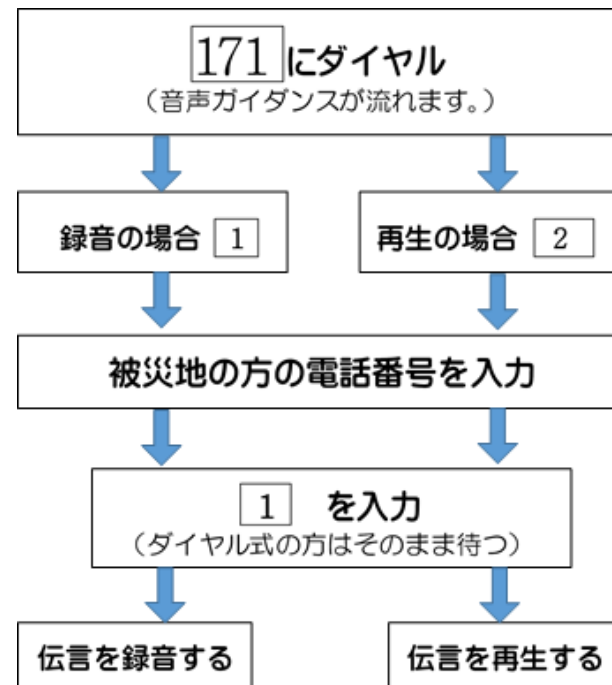 171にダイヤル
（音声ガイダンスが流れます。）
録音の場合 1
再生の場合 2
被災地の方の電話番号を入力
1 を入力
（ダイヤル式の方はそのまま待つ）
伝言を録音する
伝言を再生する